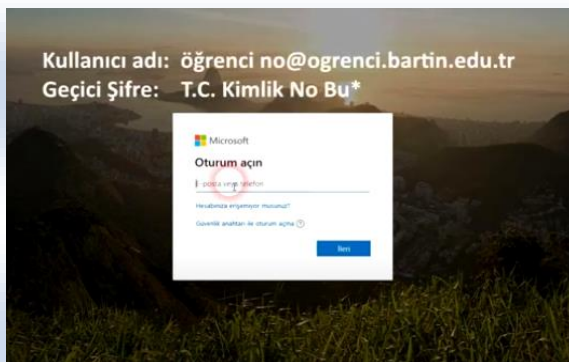 Kullanıcı adı: öğrenci no@ogrenci.bartin.edu.tr
Geçici Şifre: T.C. Kimlik No Bu*
Microsoft
Oturum açın
E-posta veya telefon
Hesabınıza erişemiyor musunuz?
Güvenlik anahtarı ile oturum açma
İleri